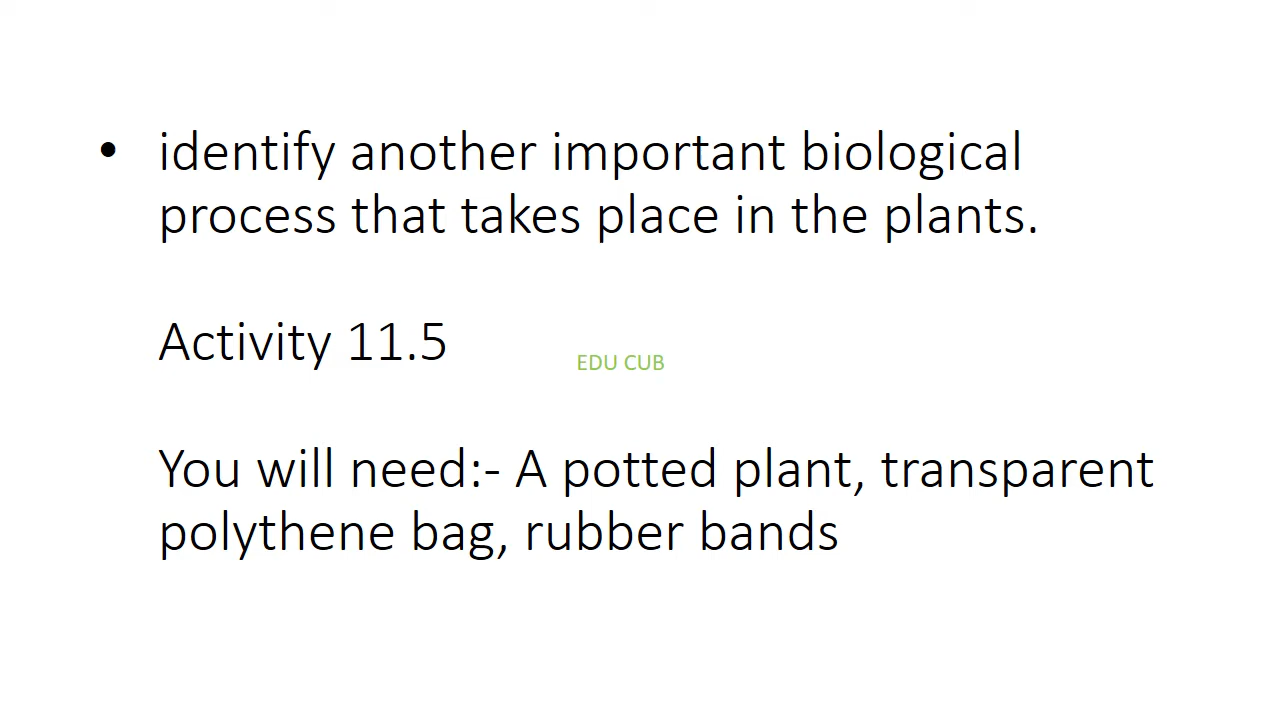 • identify another important biological
process that takes place in the plants.
Activity 11.5
EDU CUB
You will need:- A potted plant, transparent
polythene bag, rubber bands